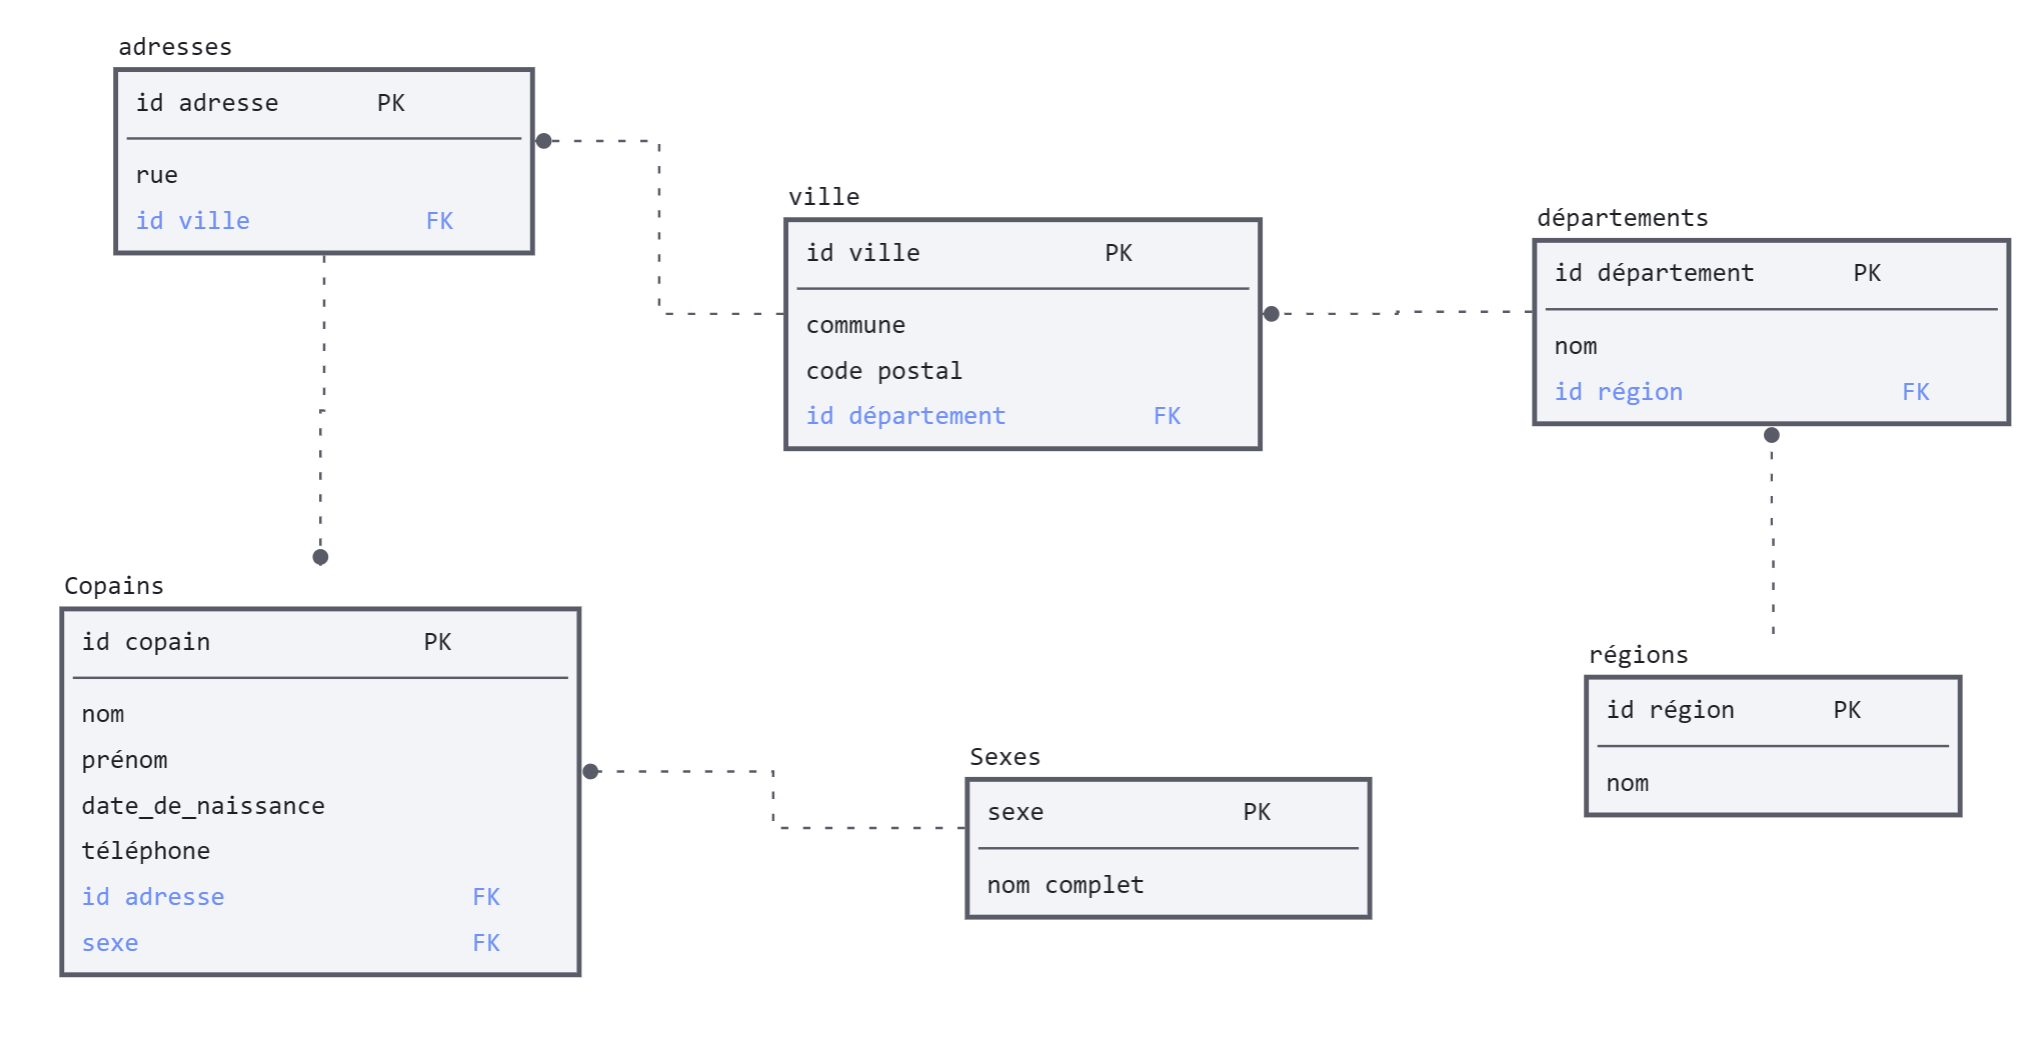 adresses
id adresse PK
rue
id ville FK
ville
id ville PK
commune
code postal
id département FK
départements
id département PK
nom
id région FK
Copains
id copain PK
nom
prénom
date_de_naissance
téléphone
id adresse FK
sexe FK
Sexes
sexe PK
nom complet
régions
id région PK
nom